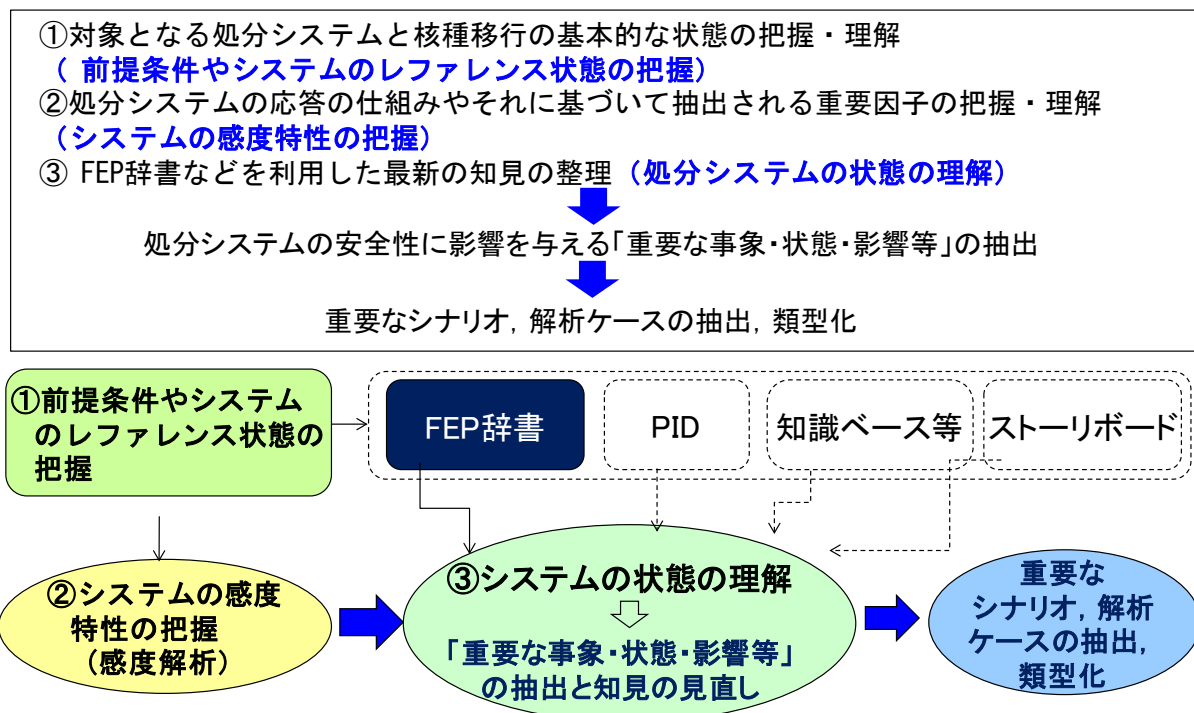 ①対象となる処分システムと核種移行の基本的な状態の把握・理解
( 前提条件やシステムのレファレンス状態の把握)
②処分システムの応答の仕組みやそれに基づいて抽出される重要因子の把握・理解
(システムの感度特性の把握)
③ FEP辞書などを利用した最新の知見の整理(処分システムの状態の理解)
処分システムの安全性に影響を与える「重要な事象・状態・影響等」の抽出
重要なシナリオ,解析ケースの抽出,類型化
①前提条件やシステム
のレファレンス状態の
把握
FEP辞書
PID
知識ベース等
ストーリボード
②システムの感度
特性の把握
(感度解析)
③システムの状態の理解
「重要な事象・状態・影響等」
の抽出と知見の見直し
重要な
シナリオ,解析
ケースの抽出,
類型化